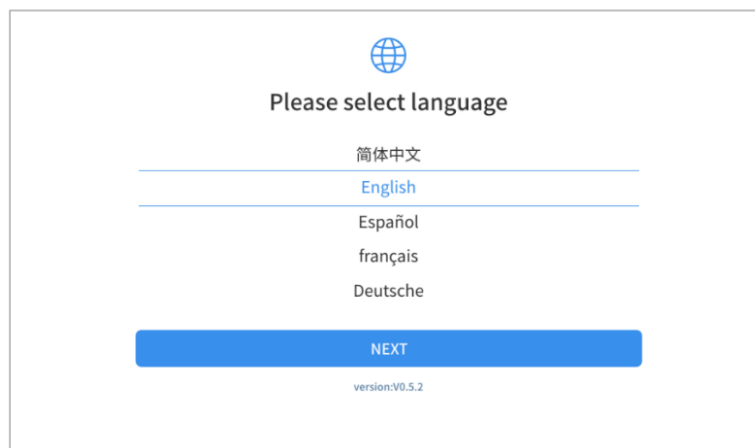 Please select language
简体中文
English
Español
français
Deutsche
NEXT
version:V0.5.2